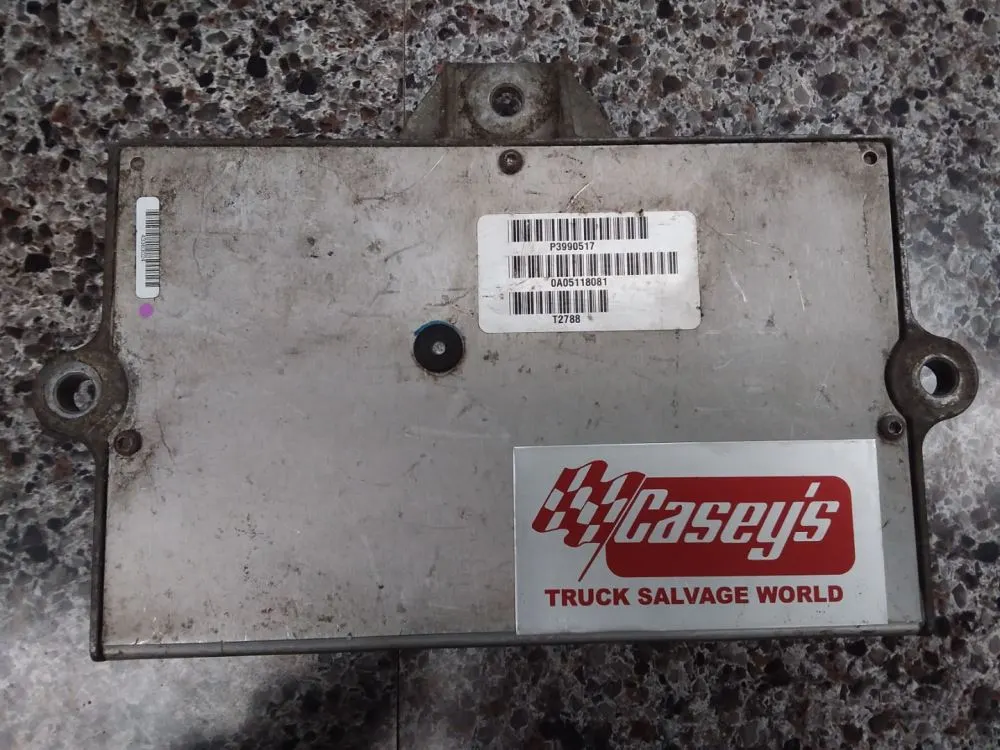 P3990517
0A05118081
T2788
Casey's
TRUCK SALVAGE WORLD